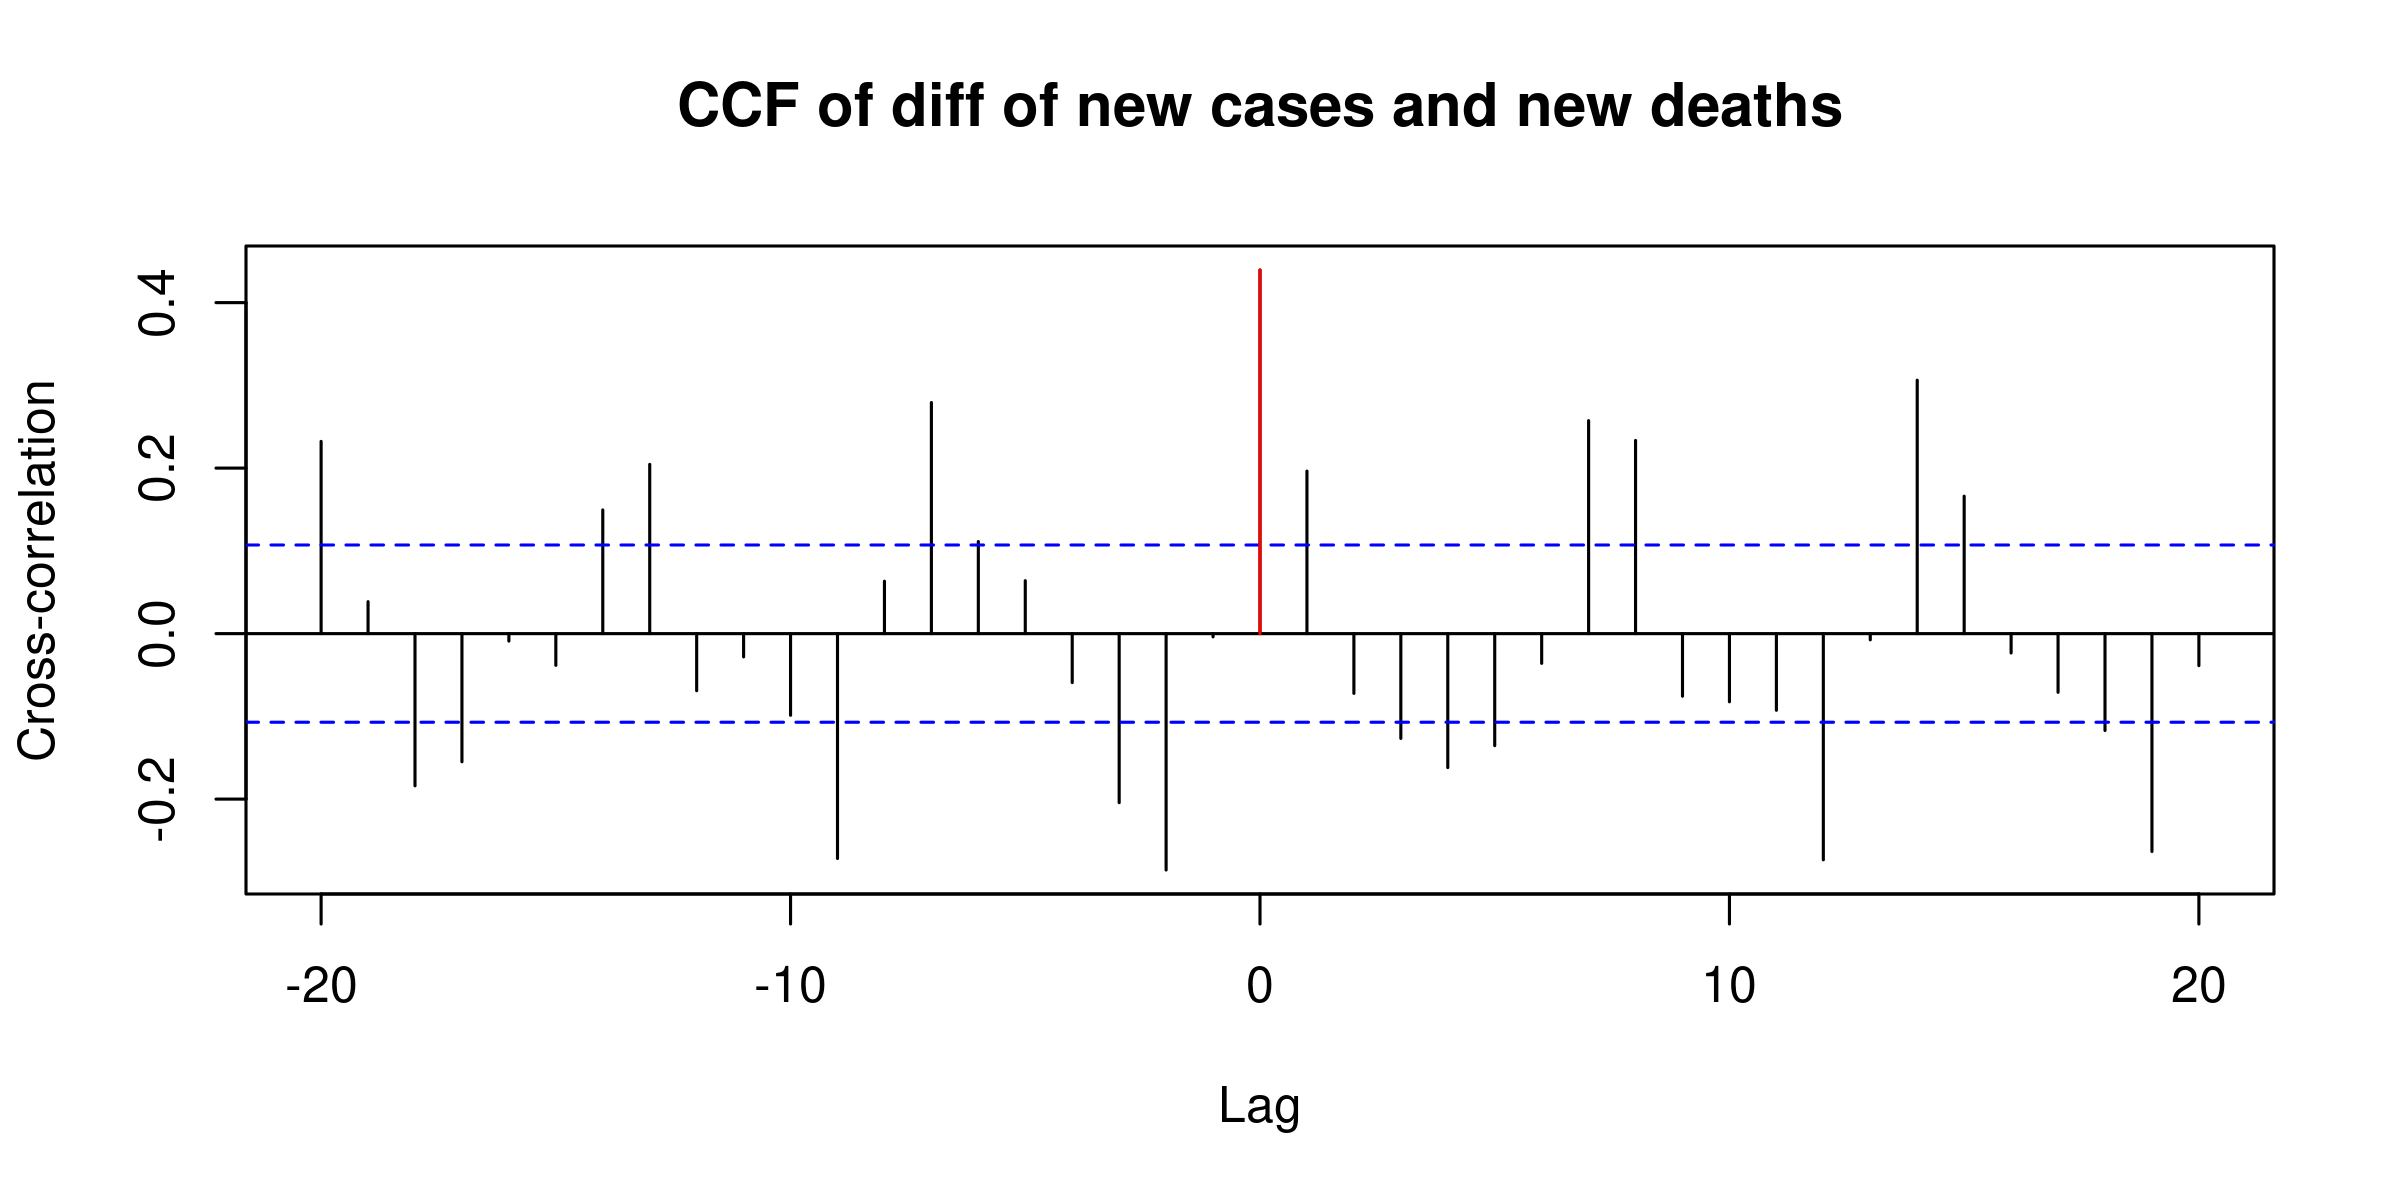 CCF of diff of new cases and new deaths
Cross-correlation
0.4
0.2
0.0
-0.2
-20 -10 0 10 20
Lag